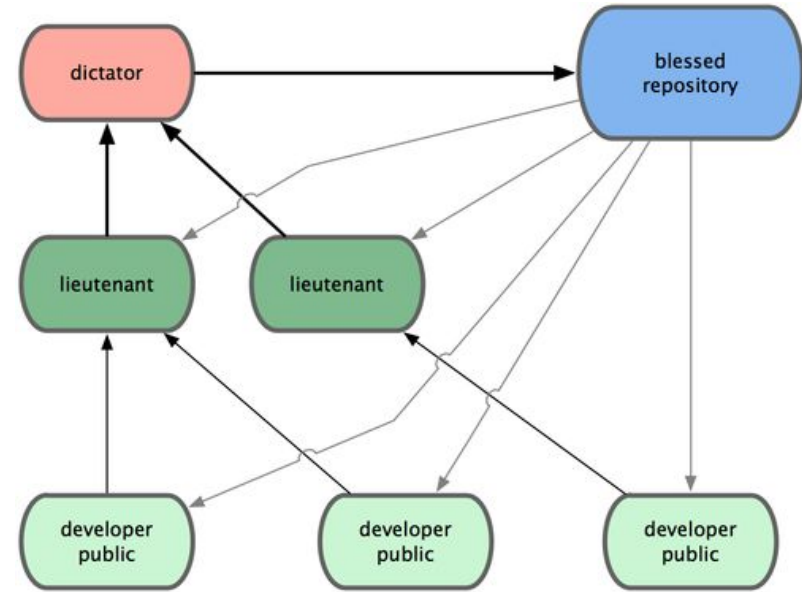 dictator
blessed
repository
lieutenant
lieutenant
developer
public
developer
public
developer
public